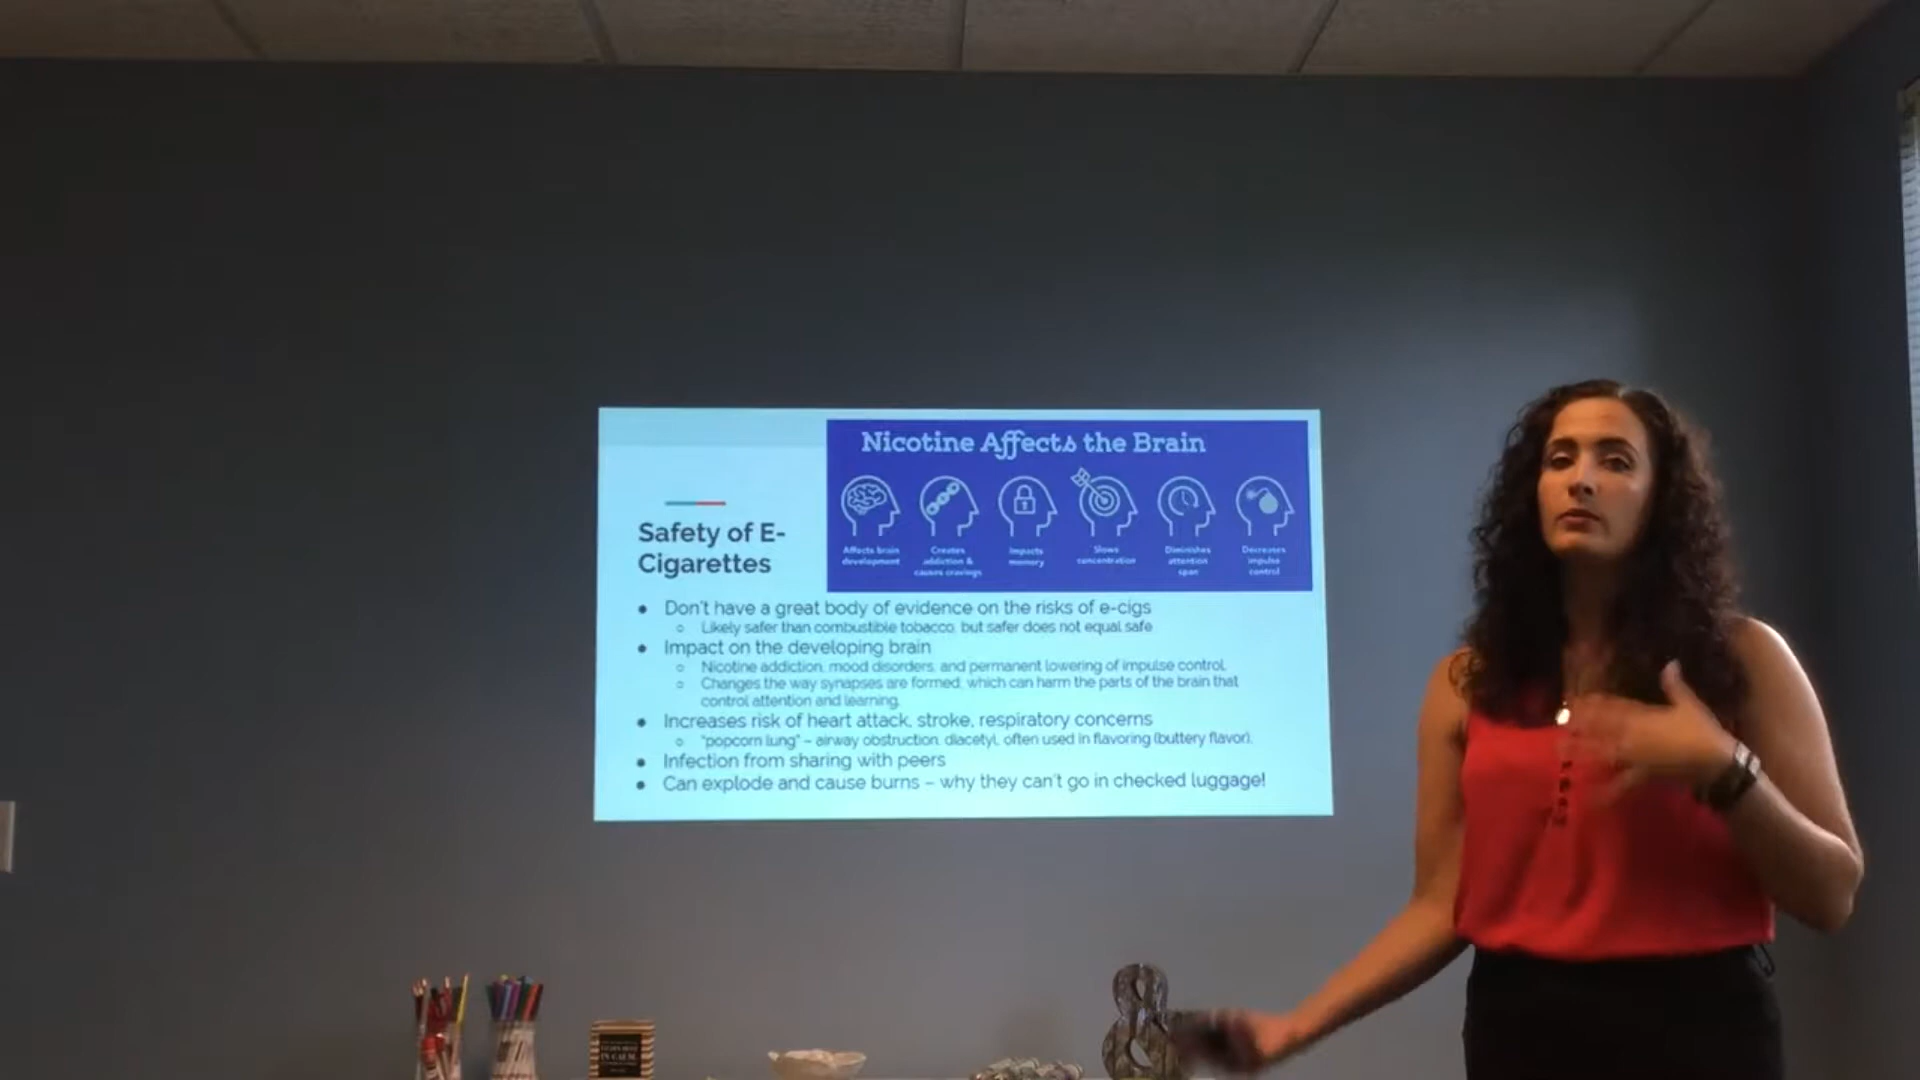 Nicotine Affects the Brain
Affects brain
development
Creates
addiction &
causes cravings
Impacts
memory
Slows
concentration
Diminishes
attention
span
Decreases
impulse
control
Safety of E-
Cigarettes
● Don't have a great body of evidence on the risks of e-cigs
○ Likely safer than combustible tobacco, but safer does not equal safe
● Impact on the developing brain
○ Nicotine addiction, mood disorders, and permanent lowering of impulse control.
○ Changes the way synapses are formed, which can harm the parts of the brain that
control attention and learning.
● Increases risk of heart attack, stroke, respiratory concerns
○ "popcorn lung" – airway obstruction, diacetyl, often used in flavoring (buttery flavor).
● Infection from sharing with peers
● Can explode and cause burns – why they can't go in checked luggage!
IN CALM
&